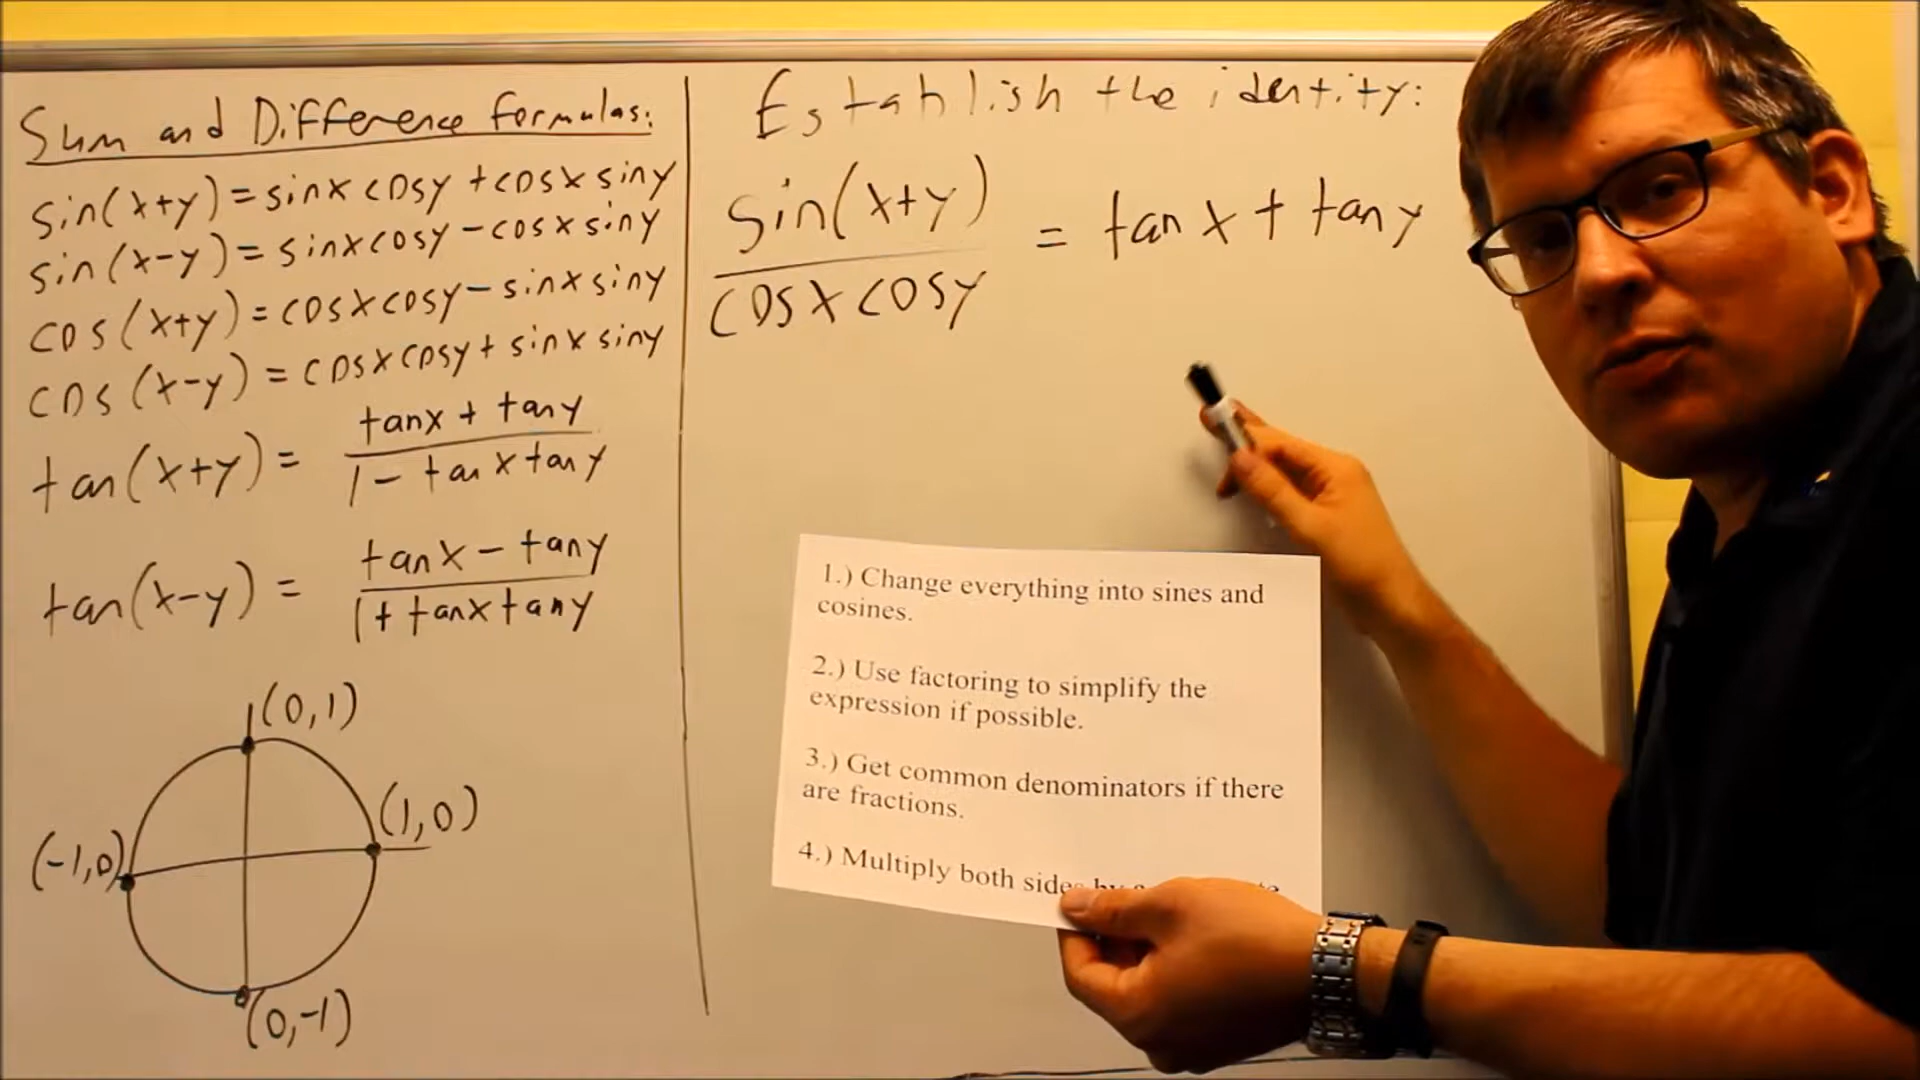 Sum and Difference formulas:
sin(x+y) = sinx cosy + cosx siny
sin(x-y) = sinx cosy - cosx siny
cos(x+y) = cosx cosy - sinx siny
cos(x-y) = cosx cosy + sinx siny
tanx + tany
tan(x+y) =
1 - tanx tany
tanx - tany
tan(x-y) =
1 + tanx tany
(0,1)
(1,0)
(-1,0)
(0,-1)
Establish the identity:
sin(x+y)
= tanx + tany
cosx cosy
1.) Change everything into sines and
cosines.
2.) Use factoring to simplify the
expression if possible.
3.) Get common denominators if there
are fractions.
4.) Multiply both sides by